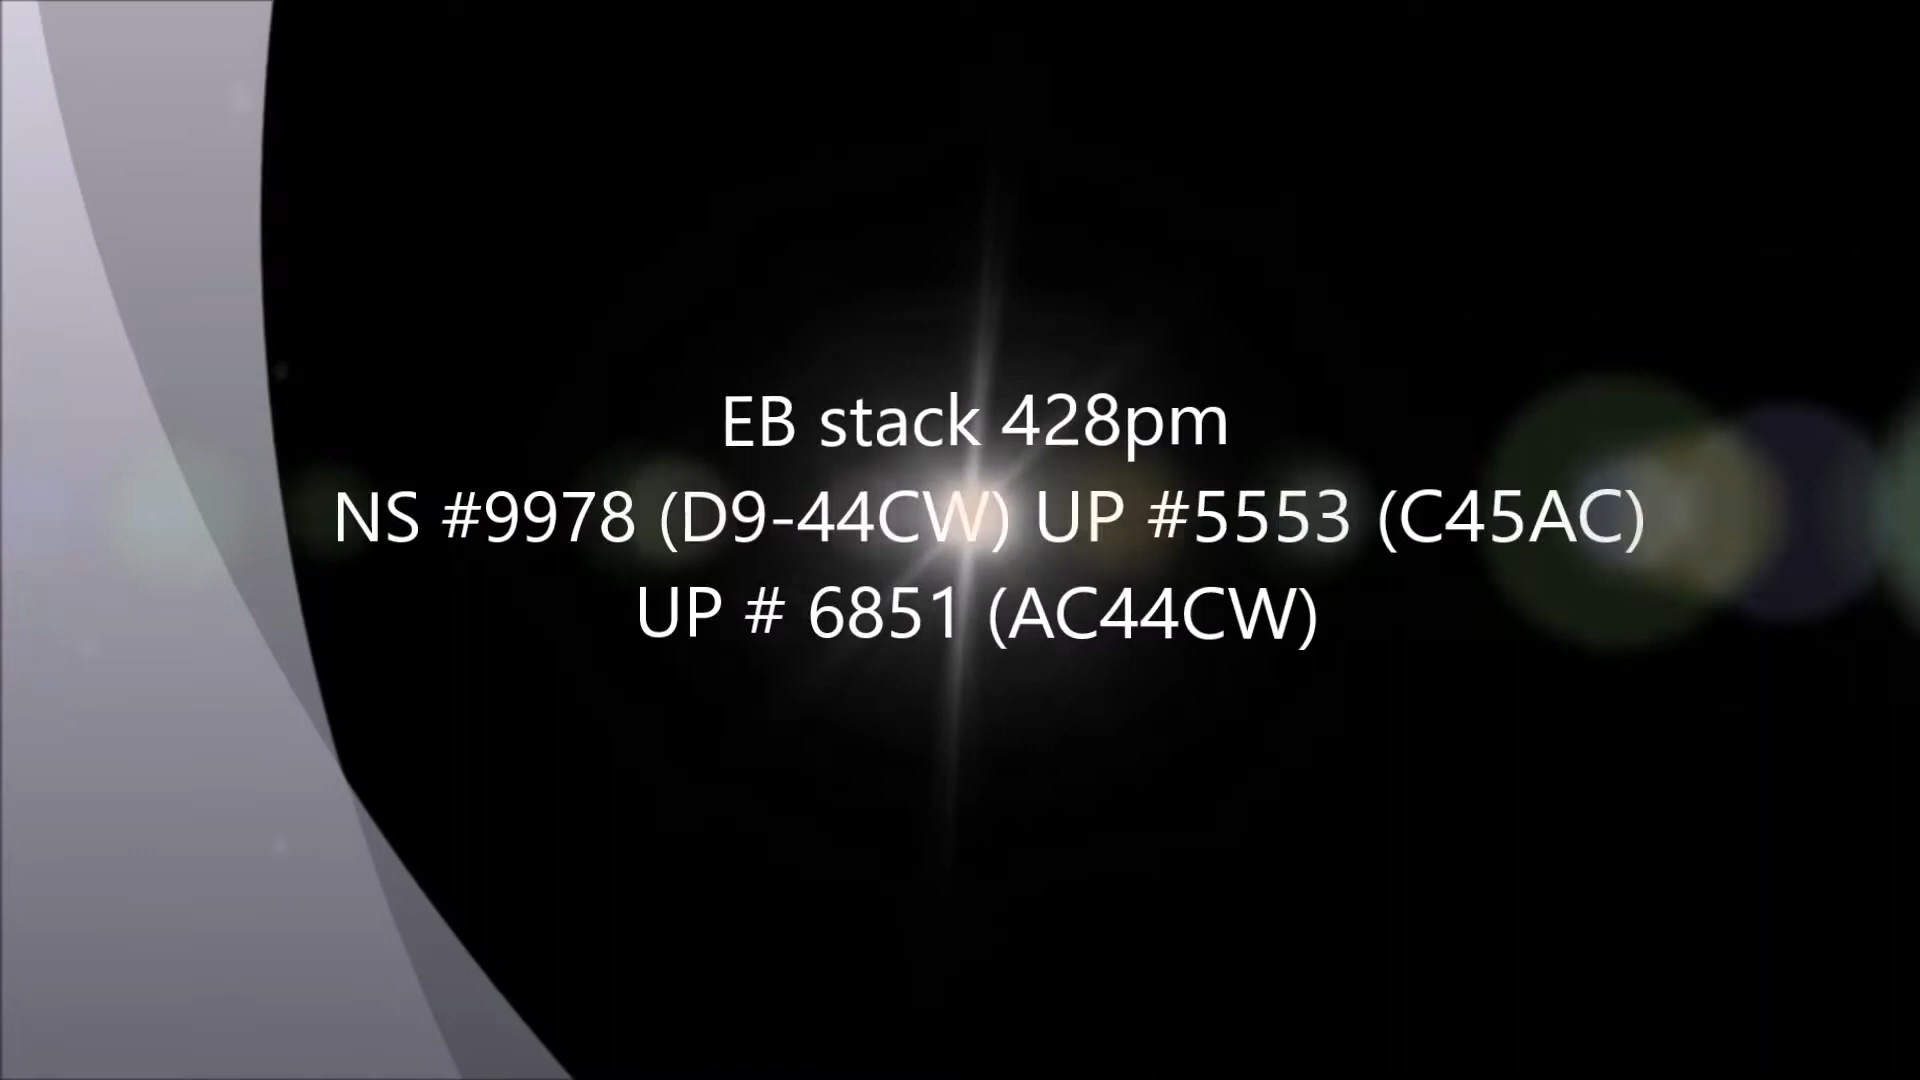 EB stack 428pm
NS #9978 (D9-44CW) UP #5553 (C45AC)
UP # 6851 (AC44CW)